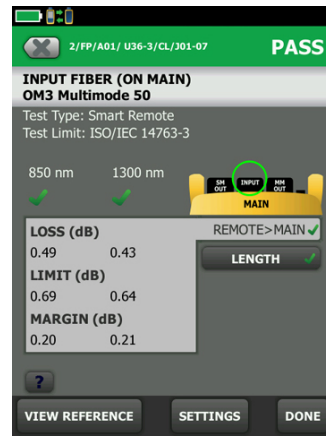 2/FP/A01/ U36-3/CL/J01-07
PASS
INPUT FIBER (ON MAIN)
OM3 Multimode 50
Test Type: Smart Remote
Test Limit: ISO/IEC 14763-3
850 nm 1300 nm
SM OUT INPUT MM OUT
MAIN
LOSS (dB) REMOTE>MAIN
0.49 0.43
LENGTH
LIMIT (dB)
0.69 0.64
MARGIN (dB)
0.20 0.21
?
VIEW REFERENCE SETTINGS DONE